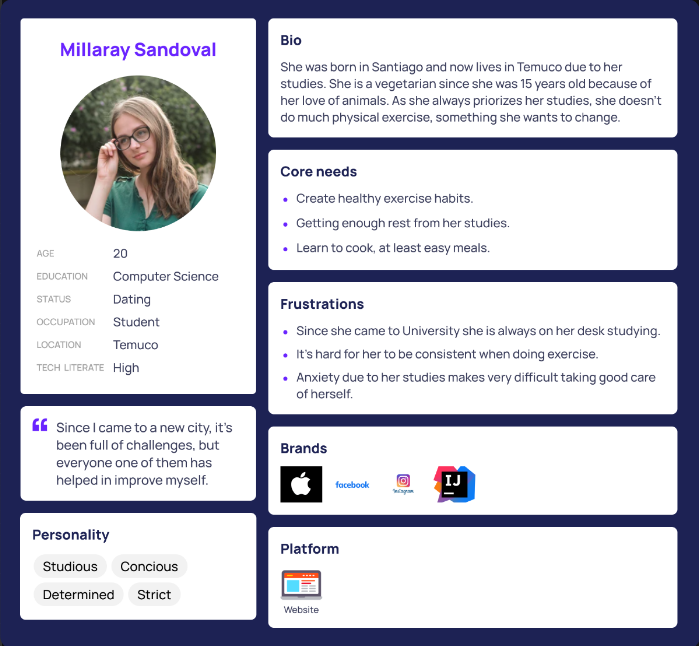 Millaray Sandoval
AGE 20
EDUCATION Computer Science
STATUS Dating
OCCUPATION Student
LOCATION Temuco
TECH LITERATE High
“ Since I came to a new city, it's
been full of challenges, but
everyone one of them has
helped in improve myself.
Personality
Studious Concious
Determined Strict
Bio
She was born in Santiago and now lives in Temuco due to her
studies. She is a vegetarian since she was 15 years old because of
her love of animals. As she always priorizes her studies, she doesn't
do much physical exercise, something she wants to change.
Core needs
• Create healthy exercise habits.
• Getting enough rest from her studies.
• Learn to cook, at least easy meals.
Frustrations
• Since she came to University she is always on her desk studying.
• It's hard for her to be consistent when doing exercise.
• Anxiety due to her studies makes very difficult taking good care
of herself.
Brands
facebook Instagram IJ
Platform
Website